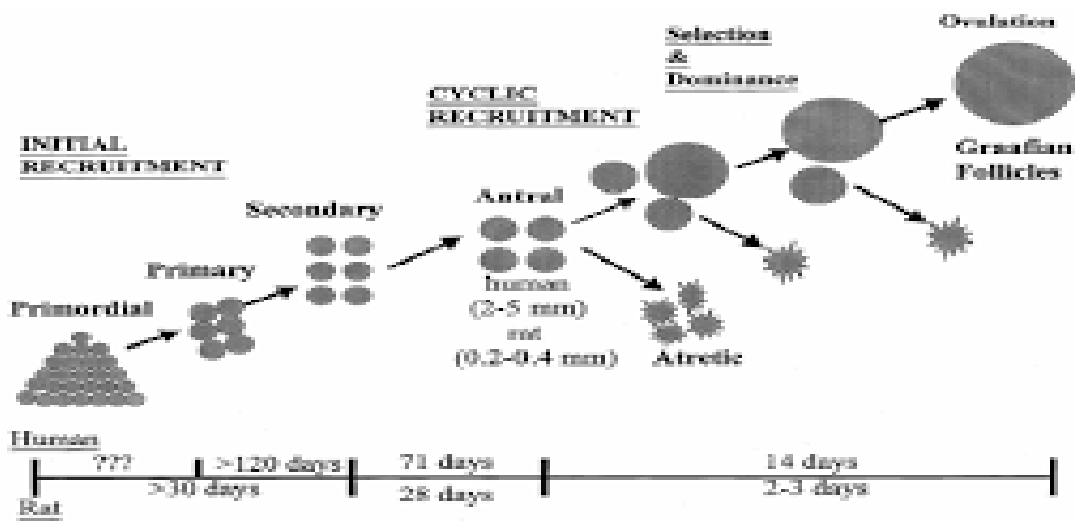 Ovulation
Selection
&
Dominance
CYCLIC
RECRUITMENT
INITIAL
RECRUITMENT
Graafian
Follicles
Secondary
Antral
Primary
Primordial
human
(2-5 mm)
rat
(0.2-0.4 mm)
Atretic
Human
??? >120 days 71 days 14 days
>30 days 28 days 2-3 days
Rat